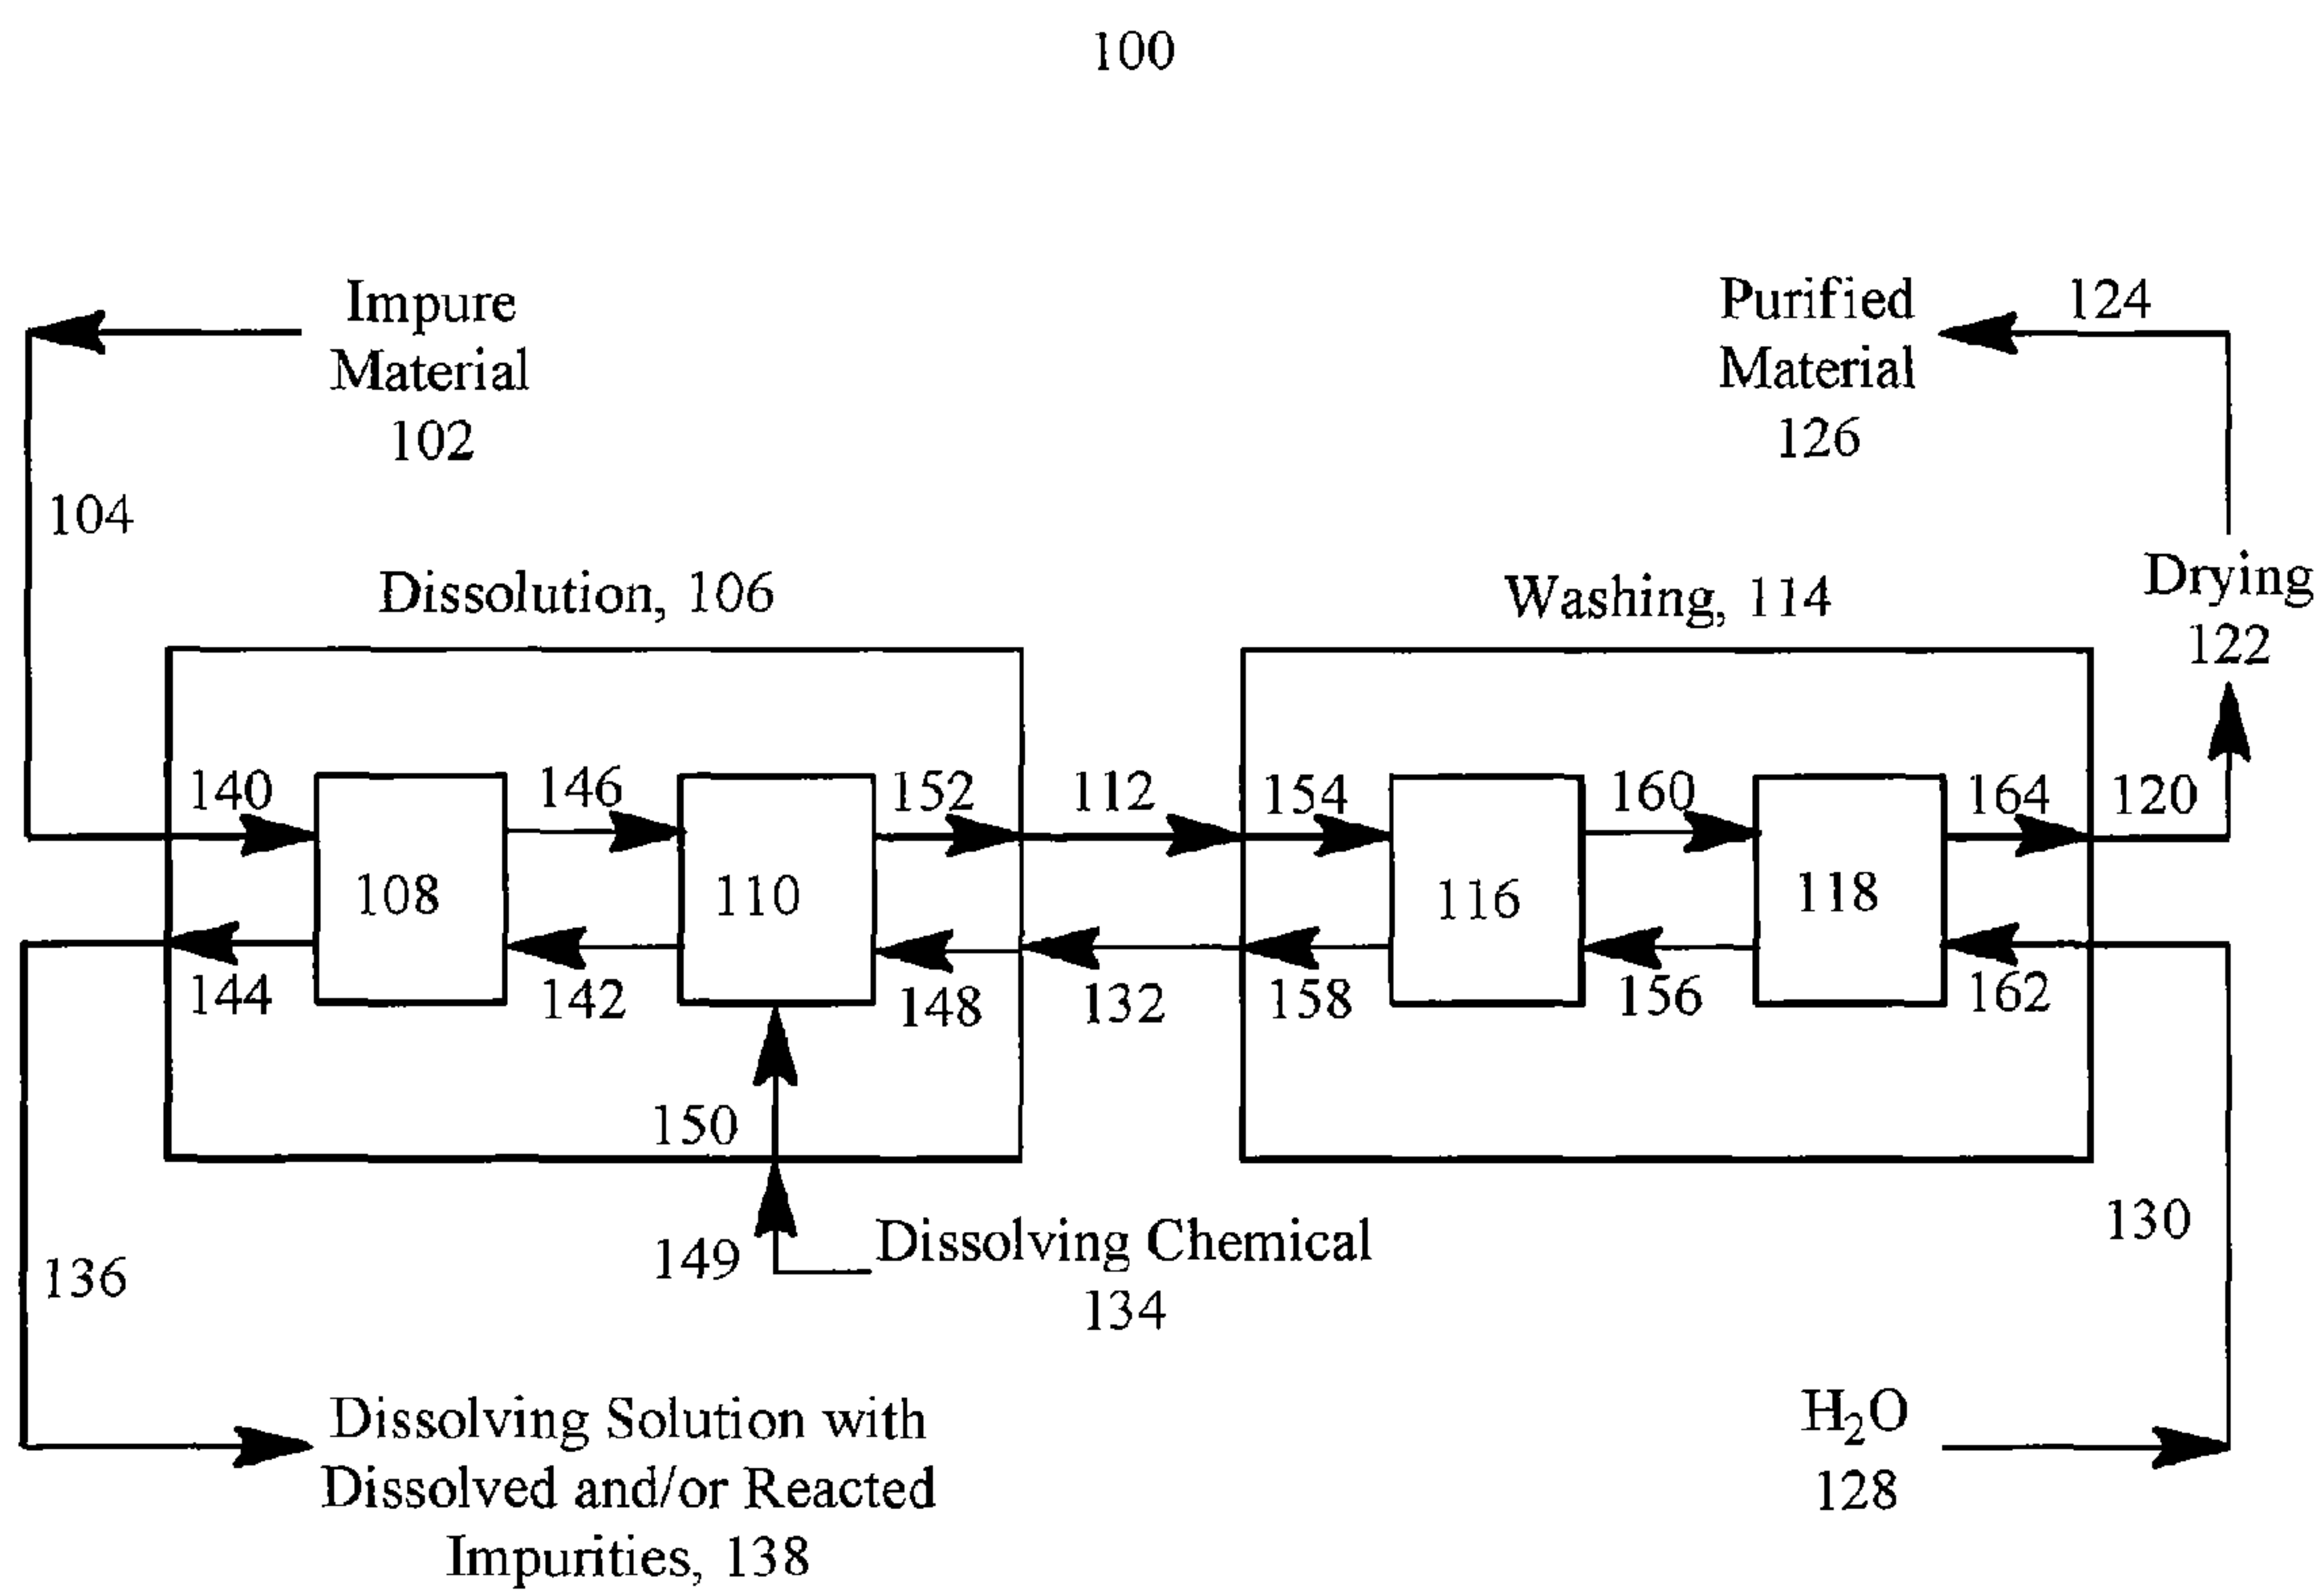 100
Impure
Material
102
Purified
Material
126
124
104
Drying
122
Dissolution, 106
Washing, 114
140
146
152
112
154
160
164
120
108
110
116
118
144
142
148
132
158
156
162
150
149
Dissolving Chemical
134
130
136
Dissolving Solution with
Dissolved and/or Reacted
Impurities, 138
H₂O
128